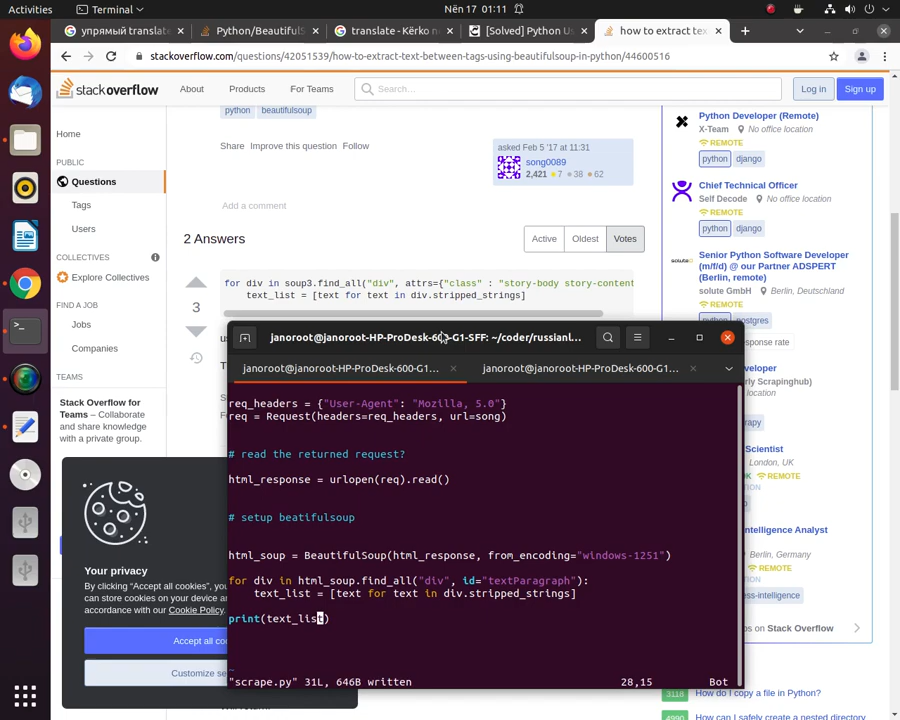 Activities
Terminal
Nën 17 01:11
упрямый translate
Python/BeautifulS
translate - Kërko n
[Solved] Python Us
how to extract tex
stackoverflow.com/questions/42051539/how-to-extract-text-between-tags-using-beautifulsoup-in-python/44600516
stackoverflow
About
Products
For Teams
Search...
Log in
Sign up
Home
PUBLIC
Questions
Tags
Users
COLLECTIVES
Explore Collectives
FIND A JOB
Jobs
Companies
TEAMS
Stack Overflow for
Teams – Collaborate
and share knowledge
with a private group.
python
beautifulsoup
Share Improve this question Follow
asked Feb 5 '17 at 11:31
song0089
2,421 7 38 62
Add a comment
2 Answers
Active
Oldest
Votes
3
for div in soup3.find_all("div", attrs={"class" : "story-body story-content
text_list = [text for text in div.stripped_strings]
Python Developer (Remote)
X-Team No office location
REMOTE
python django
Chief Technical Officer
Self Decode No office location
REMOTE
python django
Senior Python Software Developer
(m/f/d) @ our Partner ADSPERT
(Berlin, remote)
solute GmbH Berlin, Deutschland
REMOTE
python postgres
response rate
London, UK
REMOTE
Berlin, Germany
REMOTE
Stack Overflow
3118 How do I copy a file in Python?
4990 How can I safely create a nested directory
Your privacy
By clicking “Accept all cookies”, you
can store cookies on your device and
accordance with our Cookie Policy.
Accept all coo
Customize se
janoroot@janoroot-HP-ProDesk-600-G1-SFF: ~/coder/russianl...
janoroot@janoroot-HP-ProDesk-600-G1...
janoroot@janoroot-HP-ProDesk-600-G1...
req_headers = {"User-Agent": "Mozilla, 5.0"}
req = Request(headers=req_headers, url=song)
# read the returned request?
html_response = urlopen(req).read()
# setup beatifulsoup
html_soup = BeautifulSoup(html_response, from_encoding="windows-1251")
for div in html_soup.find_all("div", id="textParagraph"):
text_list = [text for text in div.stripped_strings]
print(text_list)
~
"scrape.py" 31L, 646B written
28,15
Bot